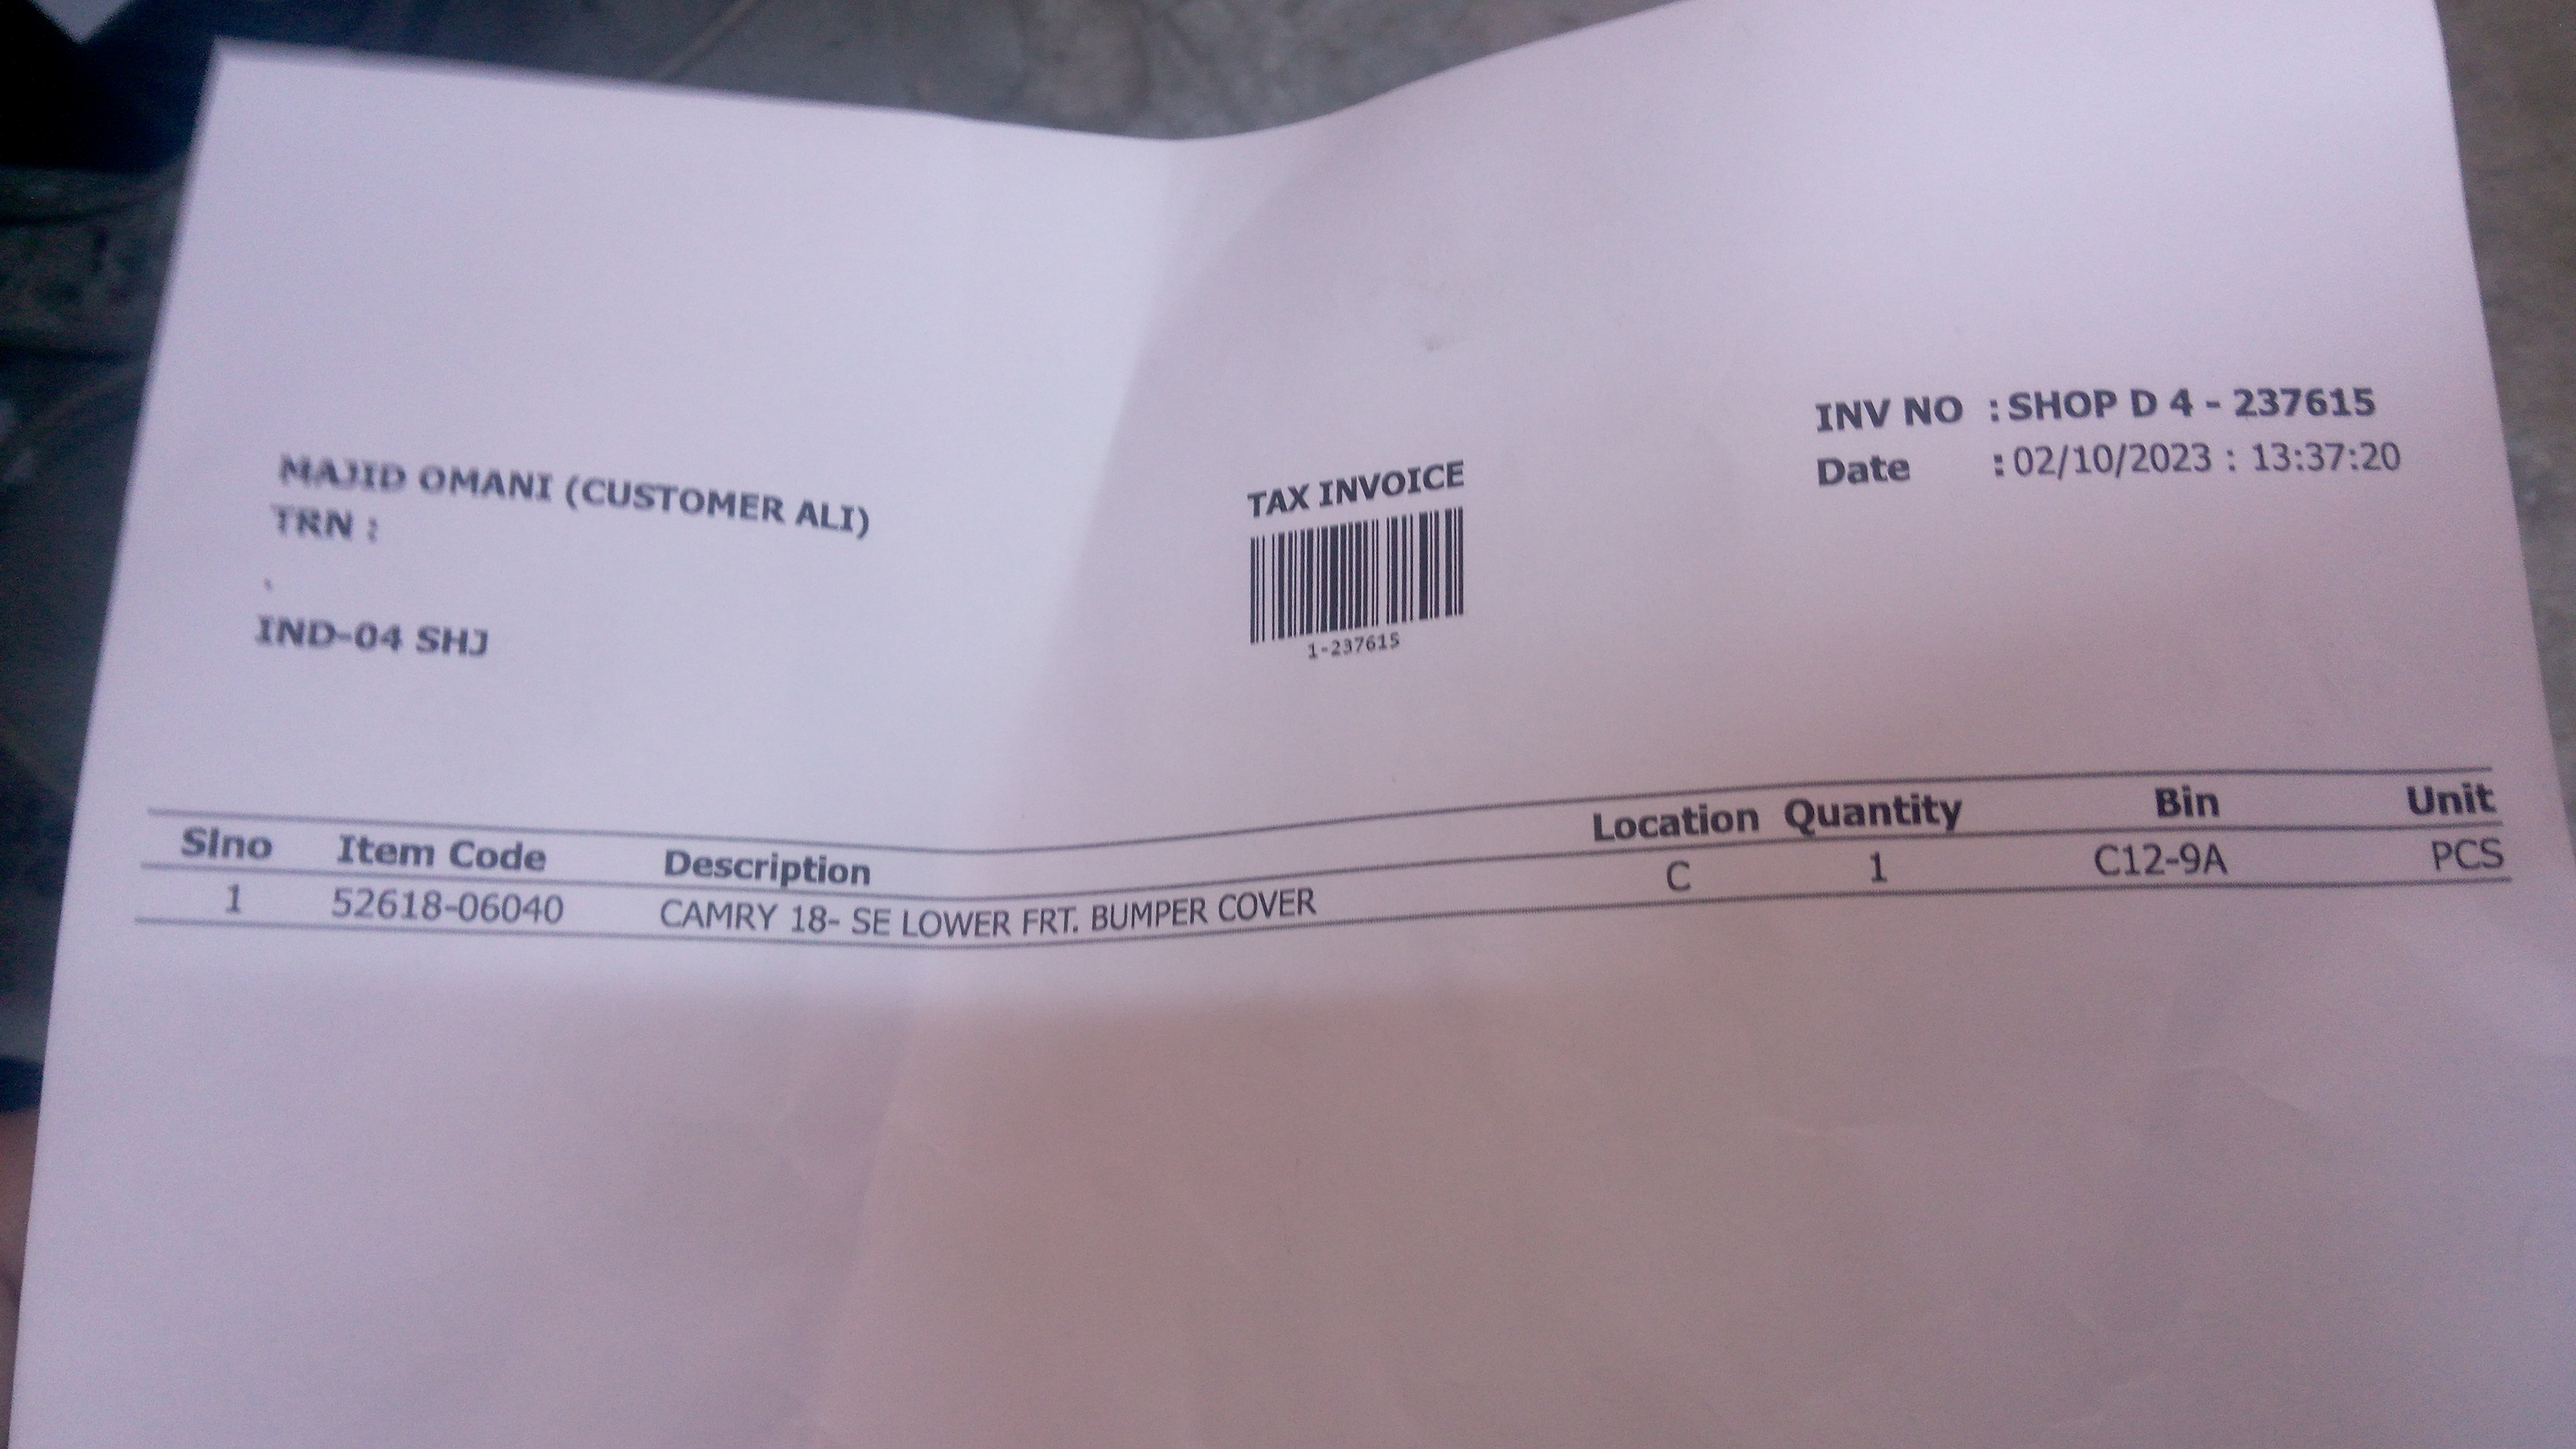 INV NO : SHOP D 4 - 237615
Date : 02/10/2023 : 13:37:20
MAJID OMANI (CUSTOMER ALI)
TRN :
.
IND-04 SHJ
TAX INVOICE
1-237615
Slno Item Code Description Location Quantity Bin Unit
1 52618-06040 CAMRY 18- SE LOWER FRT. BUMPER COVER C 1 C12-9A PCS